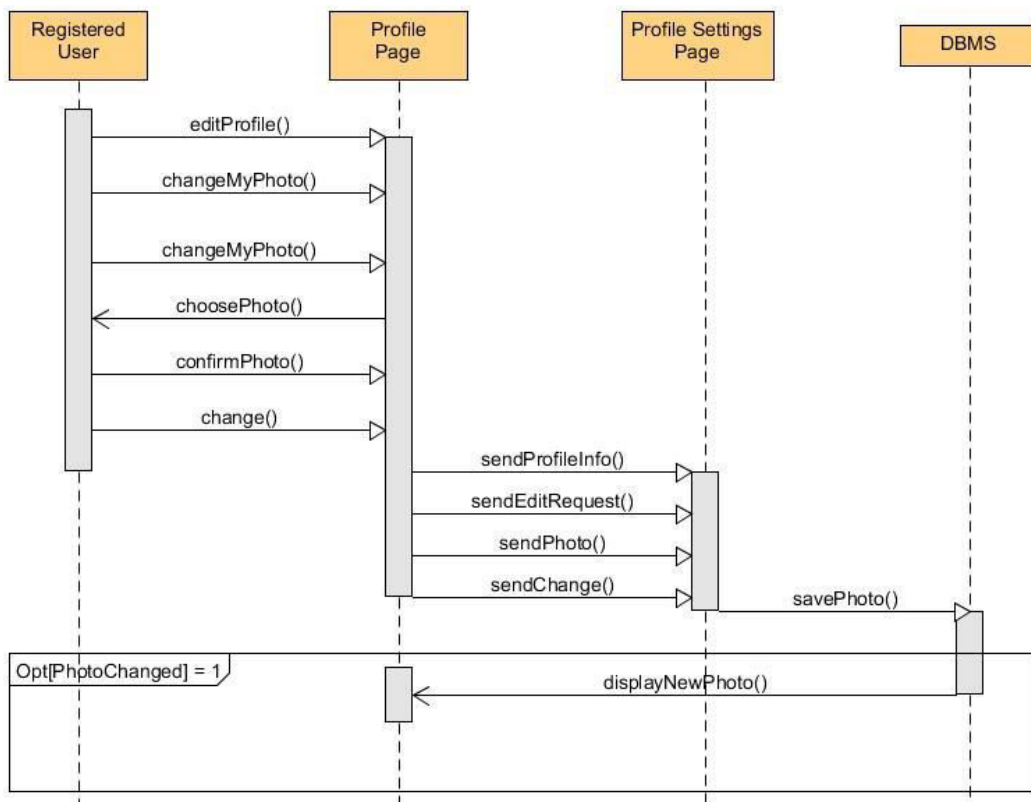 Registered
User
Profile
Page
Profile Settings
Page
DBMS
editProfile()
changeMyPhoto()
changeMyPhoto()
choosePhoto()
confirmPhoto()
change()
sendProfileInfo()
sendEditRequest()
sendPhoto()
sendChange()
savePhoto()
Opt[PhotoChanged] = 1
displayNewPhoto()